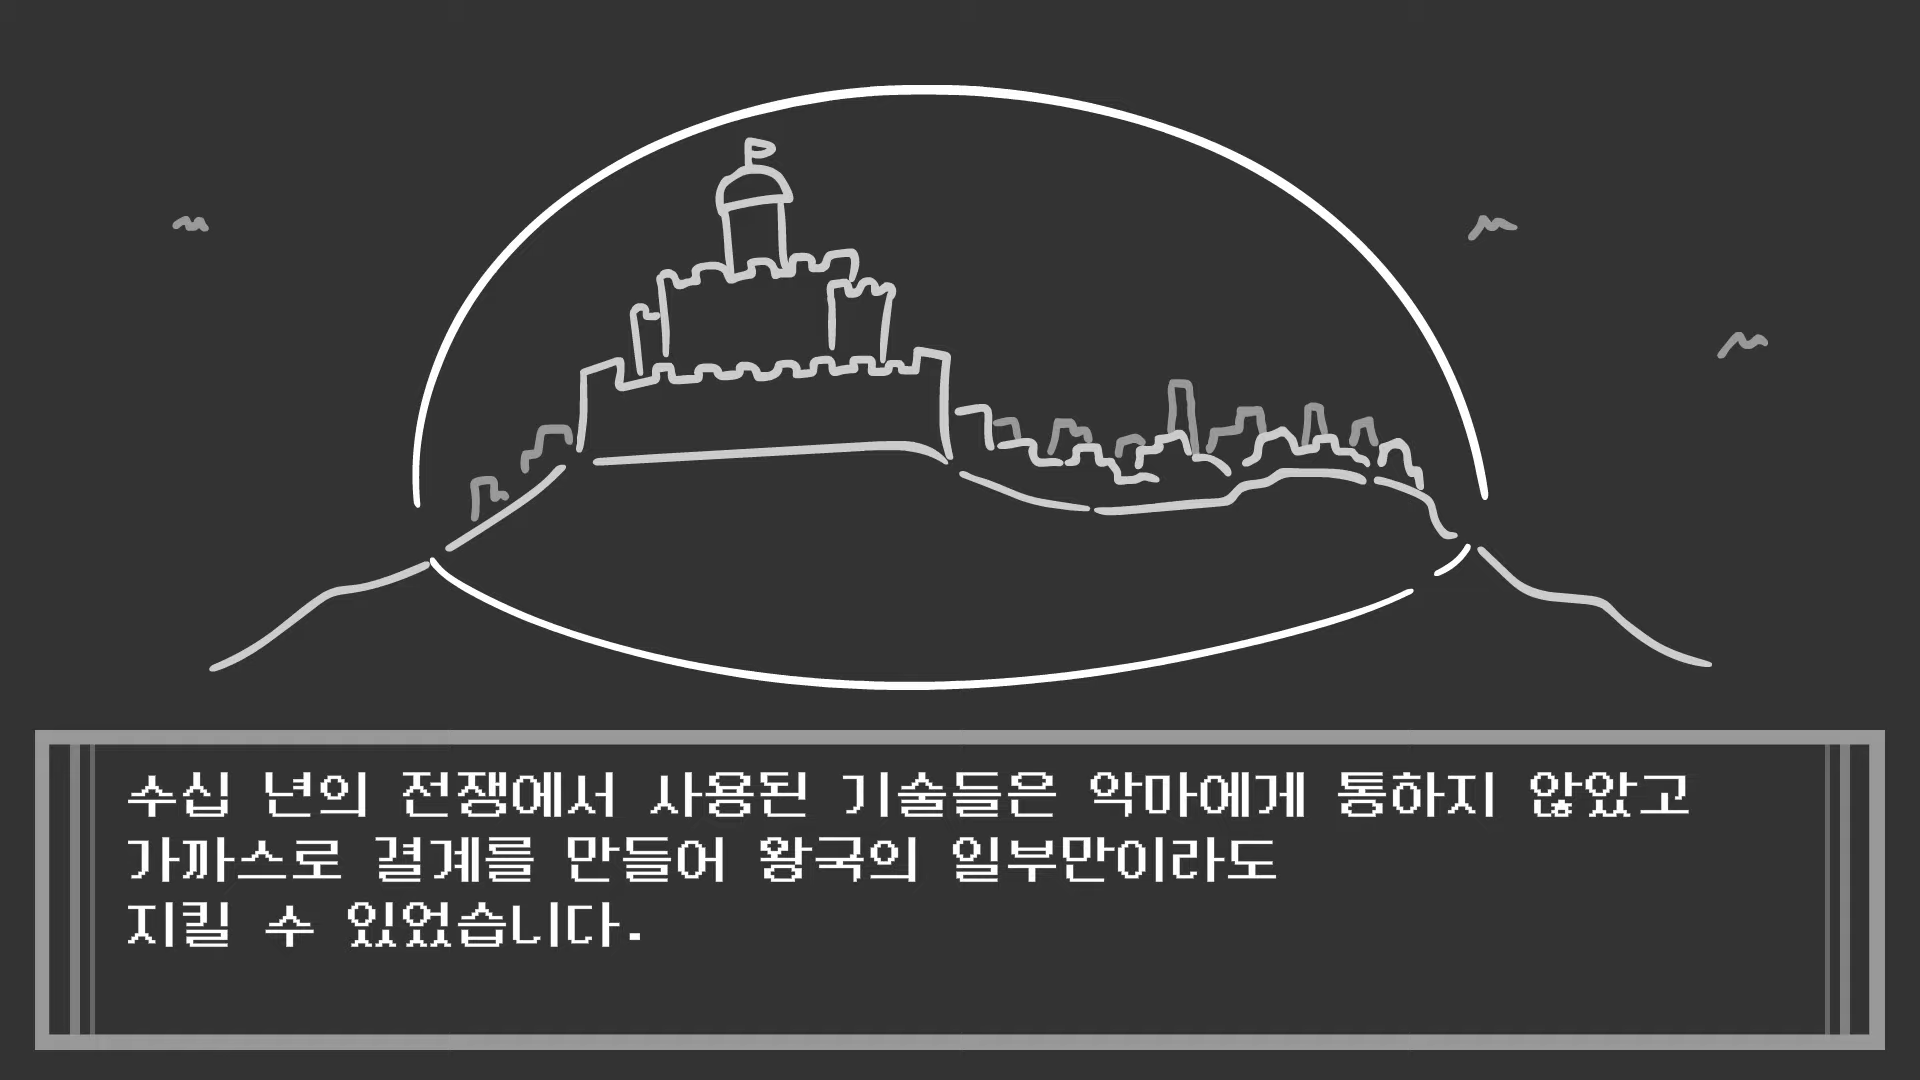 수십 년의 전쟁에서 사용된 기술들은 악마에게 통하지 않았고
가까스로 결계를 만들어 왕국의 일부만이라도
지킬 수 있었습니다.